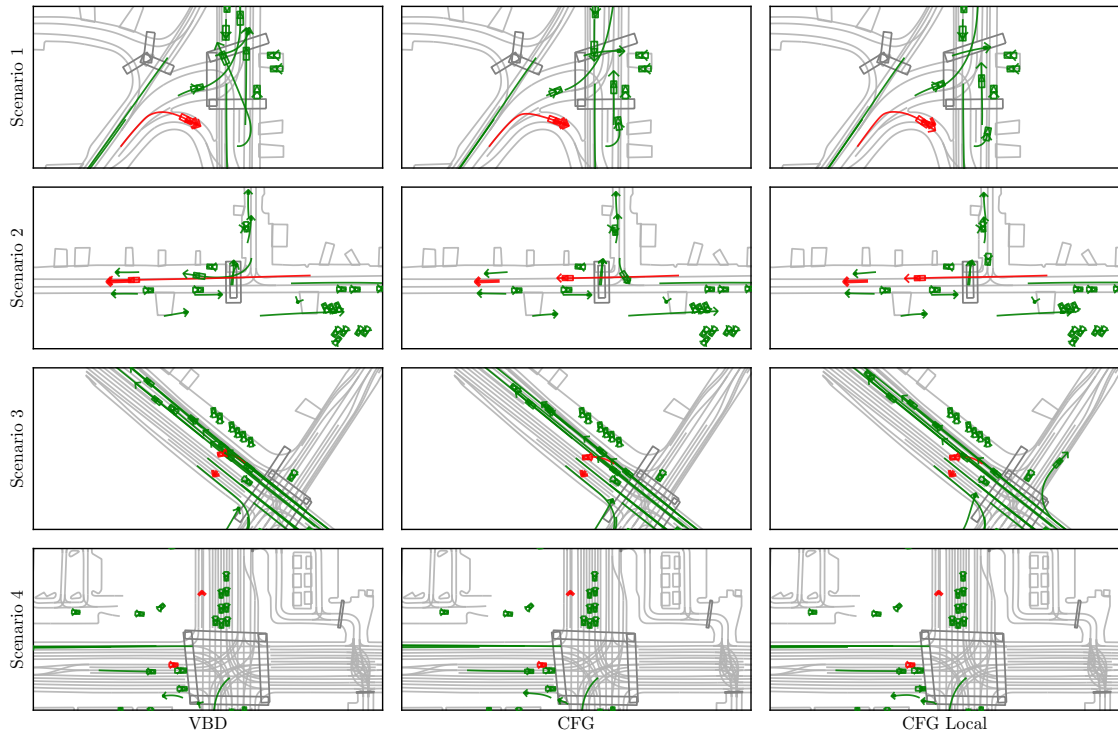 Scenario 1
Scenario 2
Scenario 3
Scenario 4
VBD
CFG
CFG Local